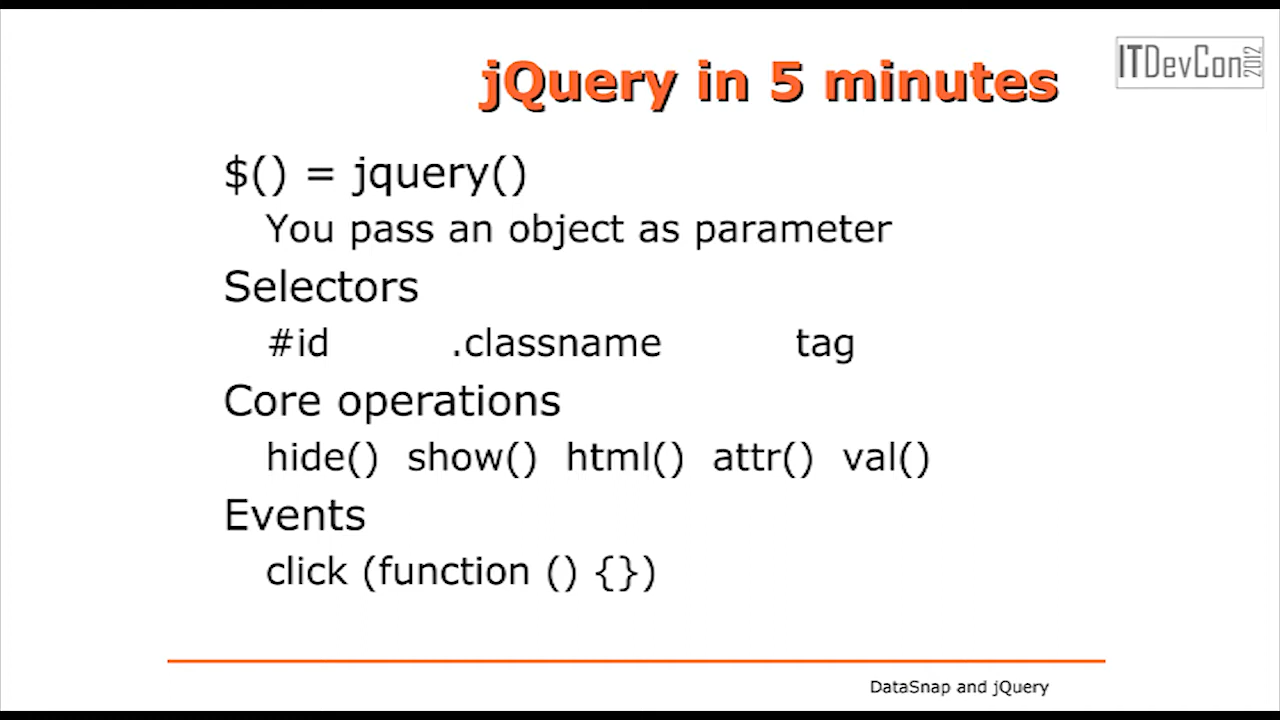 jQuery in 5 minutes
ITDevCon 2012
$() = jquery()
You pass an object as parameter
Selectors
#id .classname tag
Core operations
hide() show() html() attr() val()
Events
click (function () {})
DataSnap and jQuery